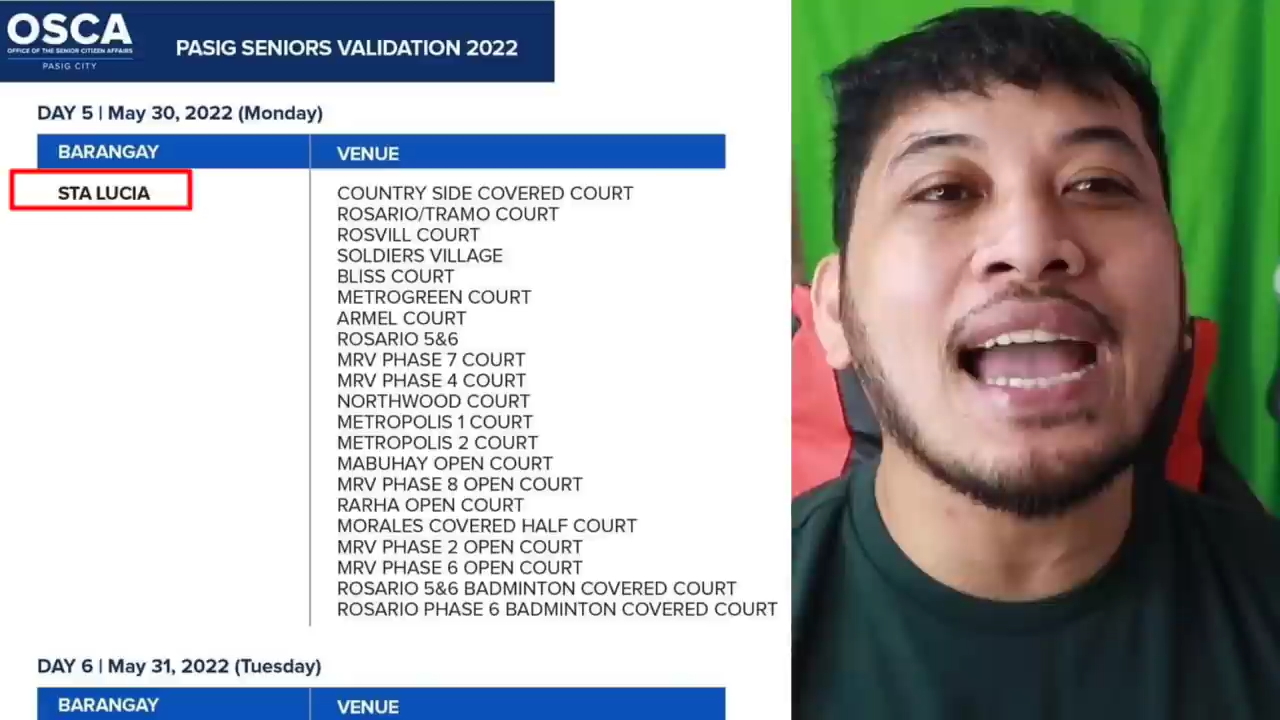 OSCA
OFFICE OF THE SENIOR CITIZEN AFFAIRS
PASIG CITY
PASIG SENIORS VALIDATION 2022
DAY 5 | May 30, 2022 (Monday)
BARANGAY
VENUE
STA LUCIA
COUNTRY SIDE COVERED COURT
ROSARIO/TRAMO COURT
ROSVILL COURT
SOLDIERS VILLAGE
BLISS COURT
METROGREEN COURT
ARMEL COURT
ROSARIO 5&6
MRV PHASE 7 COURT
MRV PHASE 4 COURT
NORTHWOOD COURT
METROPOLIS 1 COURT
METROPOLIS 2 COURT
MABUHAY OPEN COURT
MRV PHASE 8 OPEN COURT
RARHA OPEN COURT
MORALES COVERED HALF COURT
MRV PHASE 2 OPEN COURT
MRV PHASE 6 OPEN COURT
ROSARIO 5&6 BADMINTON COVERED COURT
ROSARIO PHASE 6 BADMINTON COVERED COURT
DAY 6 | May 31, 2022 (Tuesday)
BARANGAY
VENUE